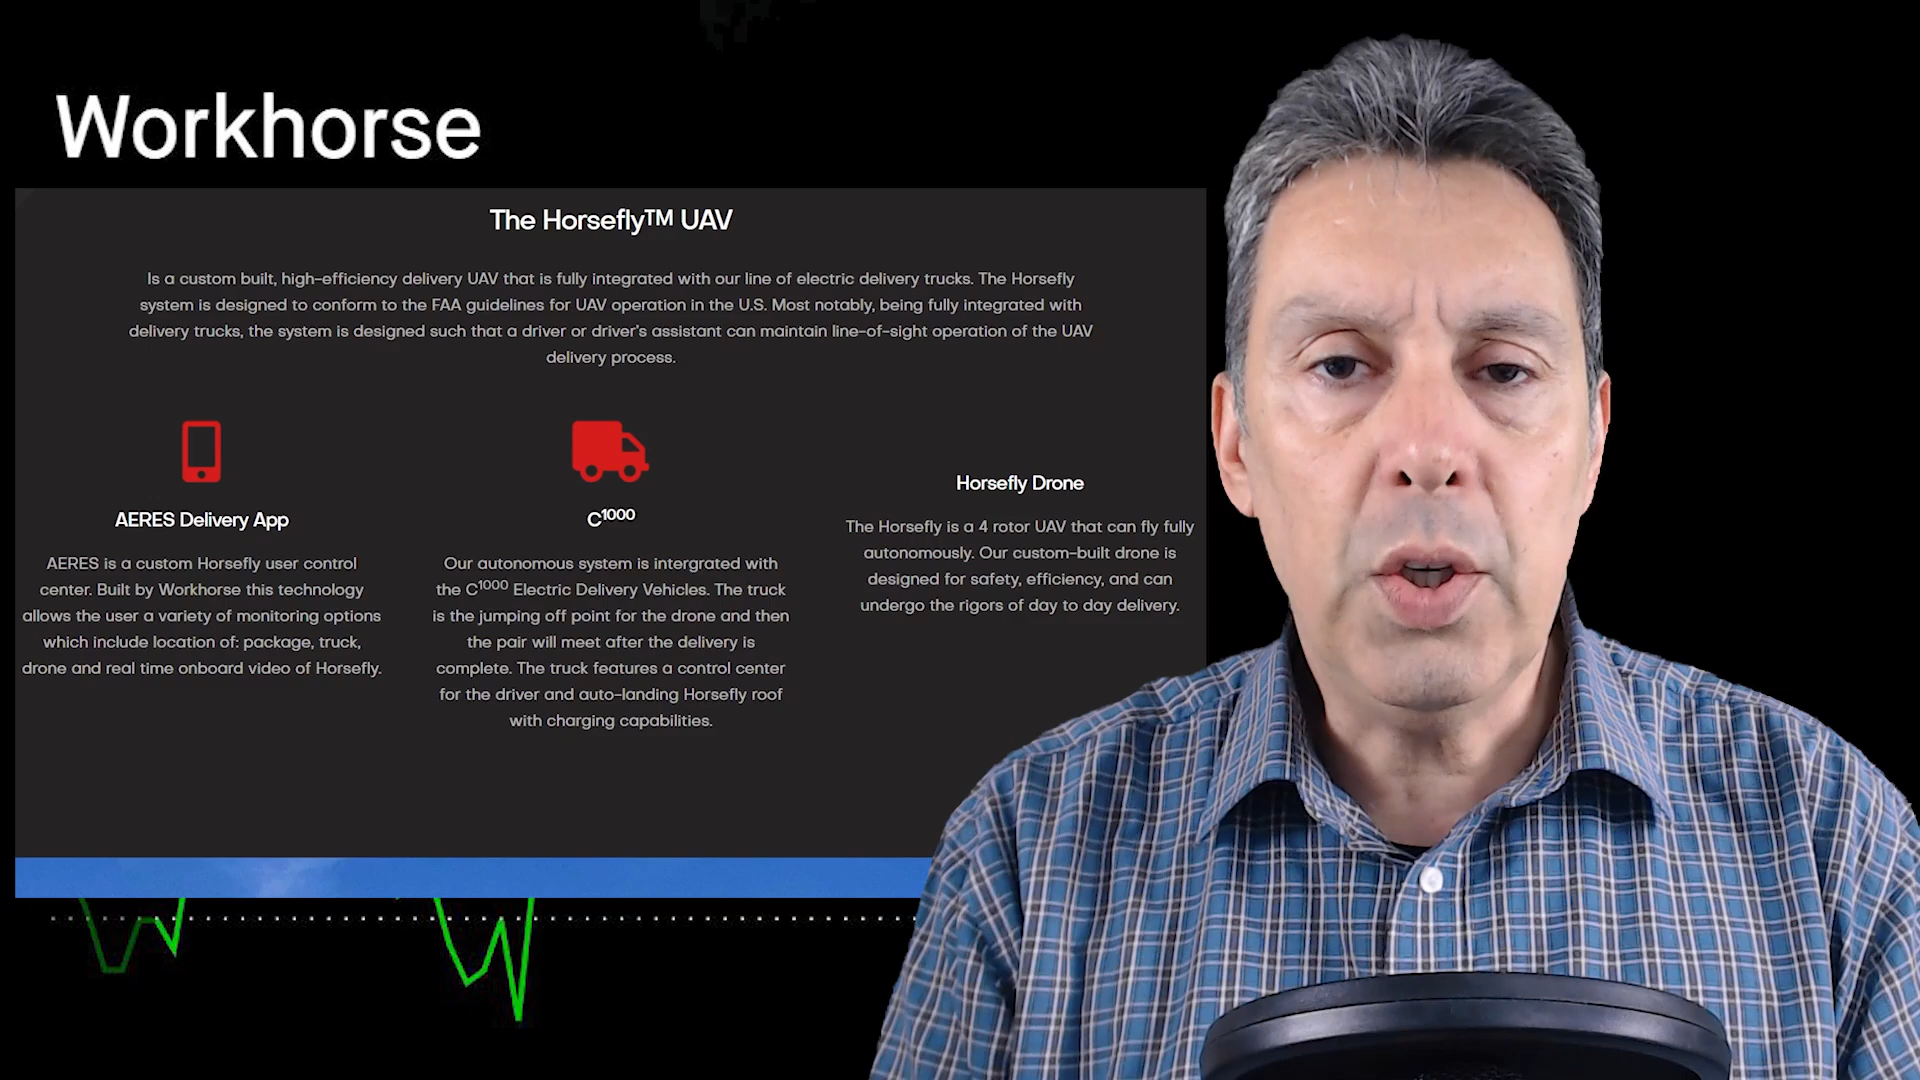 Workhorse
The Horsefly™ UAV
Is a custom built, high-efficiency delivery UAV that is fully integrated with our line of electric delivery trucks. The Horsefly
system is designed to conform to the FAA guidelines for UAV operation in the U.S. Most notably, being fully integrated with
delivery trucks, the system is designed such that a driver or driver's assistant can maintain line-of-sight operation of the UAV
delivery process.
AERES Delivery App
AERES is a custom Horsefly user control
center. Built by Workhorse this technology
allows the user a variety of monitoring options
which include location of: package, truck,
drone and real time onboard video of Horsefly.
C1000
Our autonomous system is intergrated with
the C1000 Electric Delivery Vehicles. The truck
is the jumping off point for the drone and then
the pair will meet after the delivery is
complete. The truck features a control center
for the driver and auto-landing Horsefly roof
with charging capabilities.
Horsefly Drone
The Horsefly is a 4 rotor UAV that can fly fully
autonomously. Our custom-built drone is
designed for safety, efficiency, and can
undergo the rigors of day to day delivery.